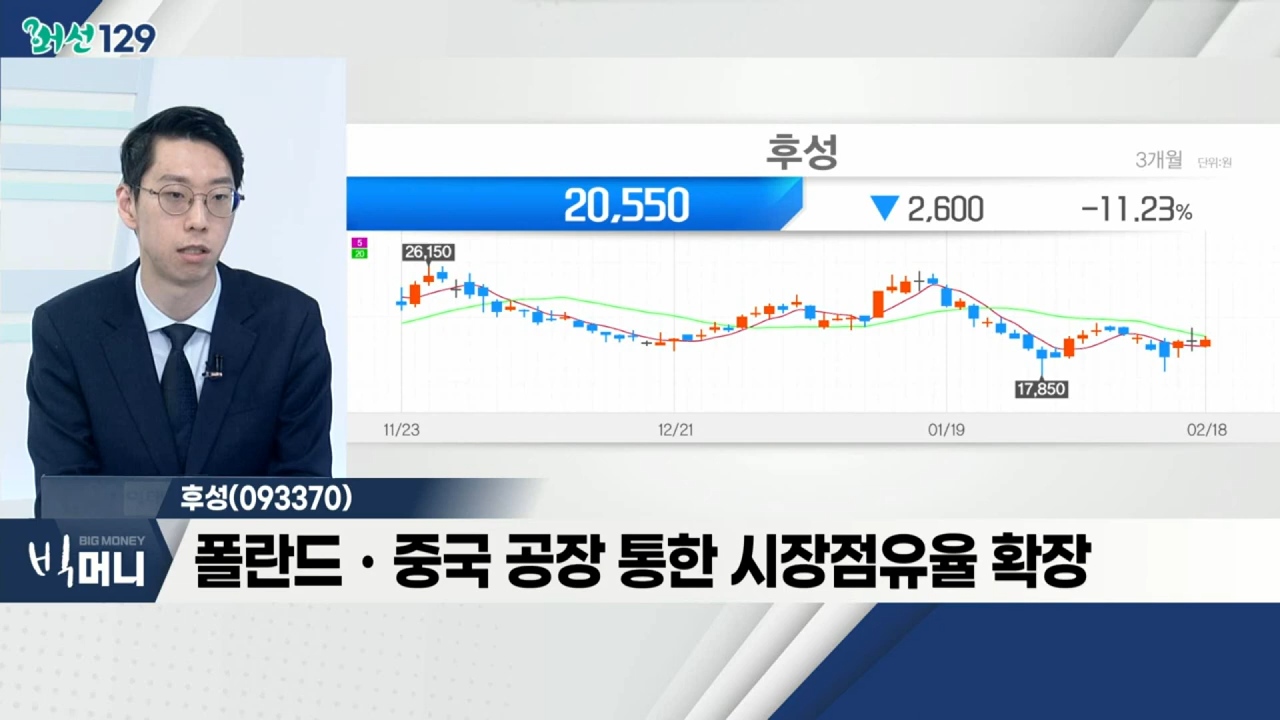 머선129
후성
3개월 단위:원
20,550 ▼2,600 -11.23%
5
20
26,150
17,850
11/23 12/21 01/19 02/18
후성(093370)
BIG MONEY
빅머니
폴란드·중국 공장 통한 시장점유율 확장